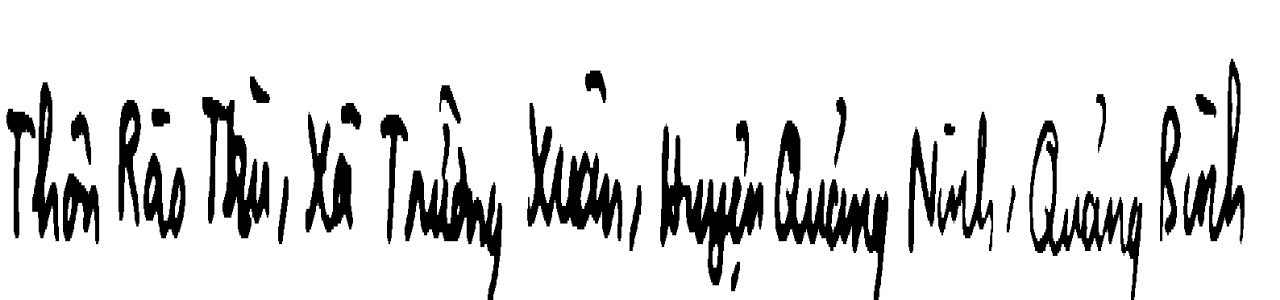 Thôn Rào Trù, Xã Trường Xuân, Huyện Quảng Ninh, Quảng Bình